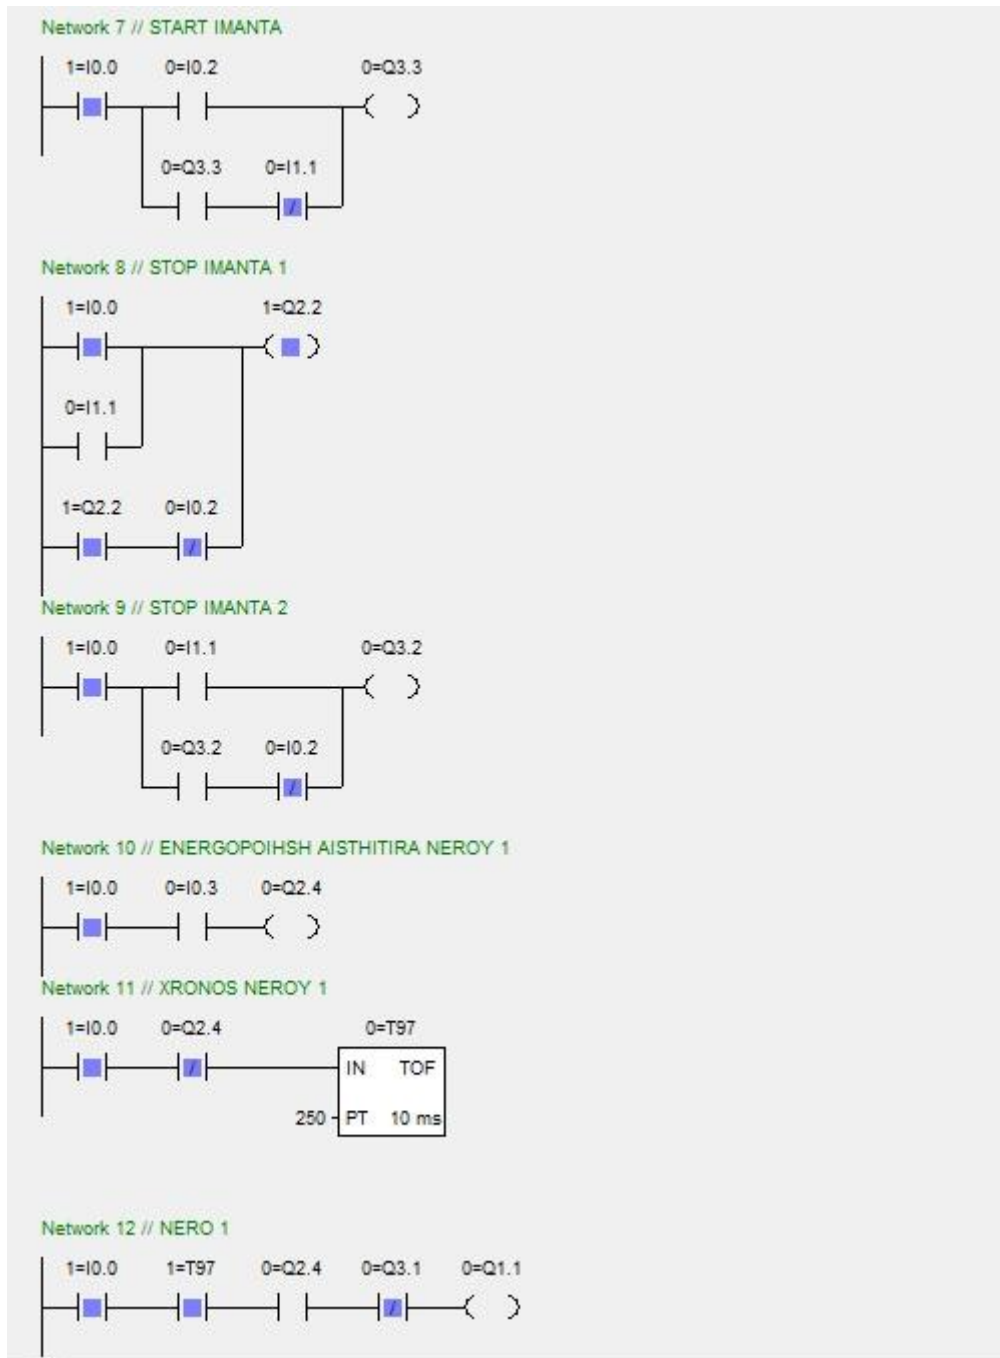 Network 7 // START IMANTA
1=I0.0 0=I0.2 0=Q3.3
0=Q3.3 0=I1.1
/
Network 8 // STOP IMANTA 1
1=I0.0 1=Q2.2
0=I1.1
1=Q2.2 0=I0.2
/
Network 9 // STOP IMANTA 2
1=I0.0 0=I1.1 0=Q3.2
0=Q3.2 0=I0.2
/
Network 10 // ENERGOPOIHSH AISTHITIRA NEROY 1
1=I0.0 0=I0.3 0=Q2.4
Network 11 // XRONOS NEROY 1
1=I0.0 0=Q2.4 0=T97
/ IN TOF
250 PT 10 ms
Network 12 // NERO 1
1=I0.0 1=T97 0=Q2.4 0=Q3.1 0=Q1.1
/